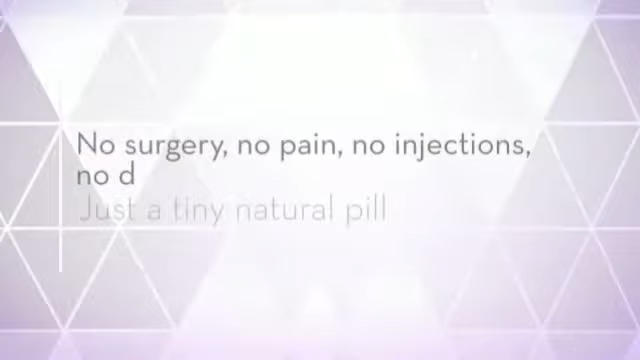 No surgery, no pain, no injections,
no d
Just a tiny natural pill